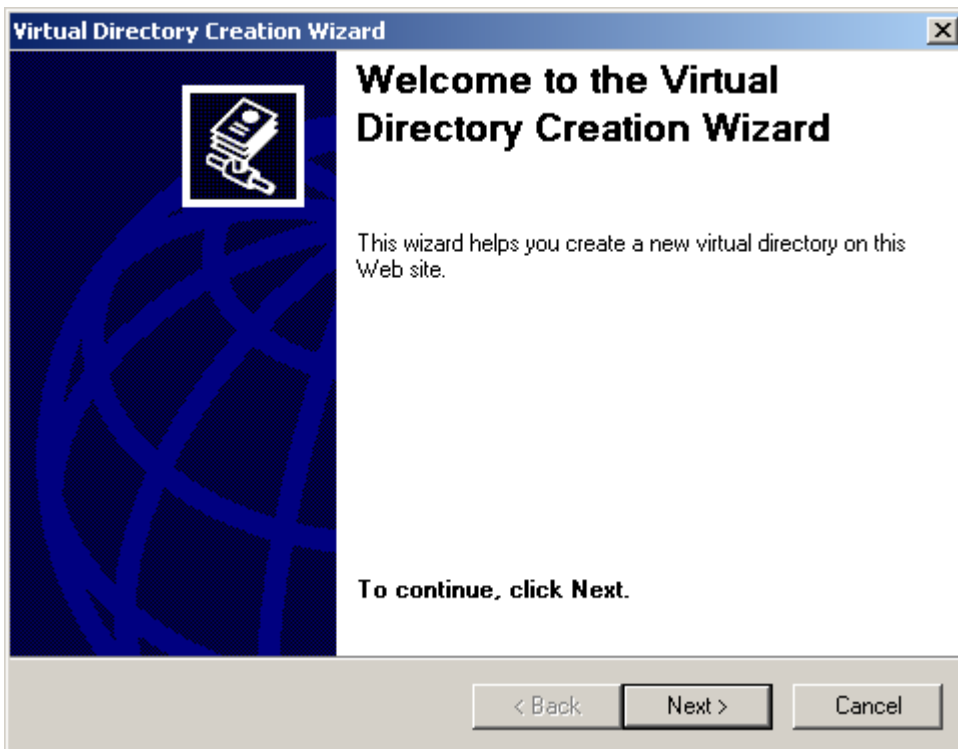 Virtual Directory Creation Wizard
Welcome to the Virtual
Directory Creation Wizard
This wizard helps you create a new virtual directory on this
Web site.
To continue, click Next.
< Back
Next >
Cancel